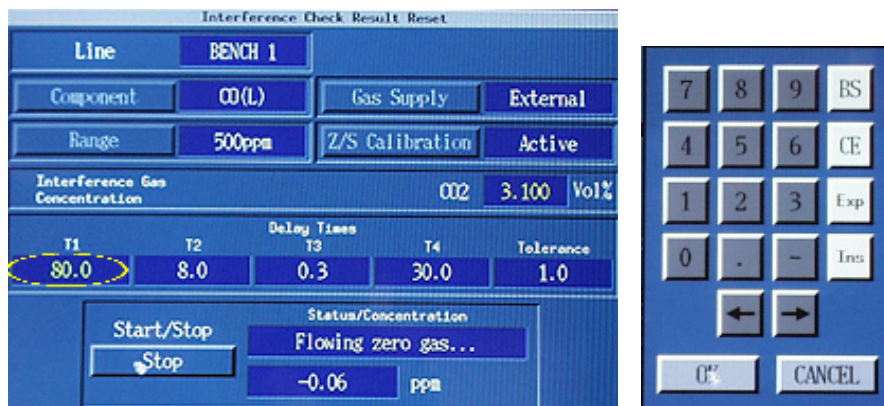 Interference Check Result Reset
Line BENCH 1
Component CO(L) Gas Supply External
Range 500ppm Z/S Calibration Active
Interference Gas
Concentration
CO2 3.100 Vol%
Delay Times
T1 T2 T3 T4 Tolerance
80.0 8.0 0.3 30.0 1.0
Start/Stop
Stop
Status/Concentration
Flowing zero gas...
-0.06 ppm
7 8 9 BS
4 5 6 CE
1 2 3 Exp
0 . - Ins
← →
OK CANCEL